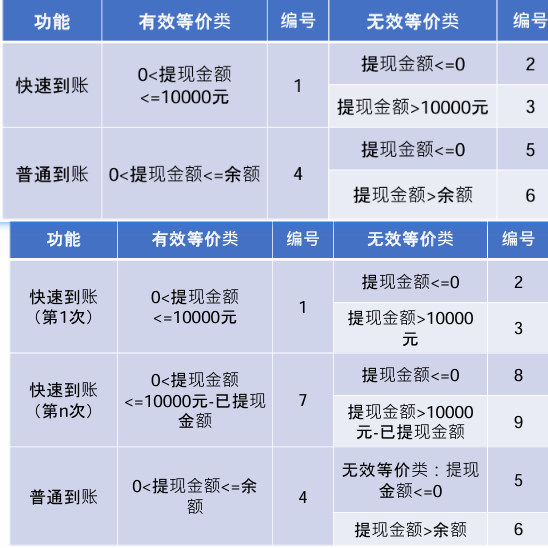 功能 有效等价类 编号 无效等价类 编号
快速到账 0<提现金额 1 提现金额<=0 2
<=10000元 提现金额>10000元 3
普通到账 0<提现金额<=余额 4 提现金额<=0 5
提现金额>余额 6
功能 有效等价类 编号 无效等价类 编号
快速到账 0<提现金额 1 提现金额<=0 2
（第1次） <=10000元 提现金额>10000 3
元
快速到账 0<提现金额 7 提现金额<=0 8
（第n次） <=10000元-已提现 提现金额>10000 9
金额 元-已提现金额
普通到账 0<提现金额<=余 4 无效等价类：提现 5
额 金额<=0
提现金额>余额 6